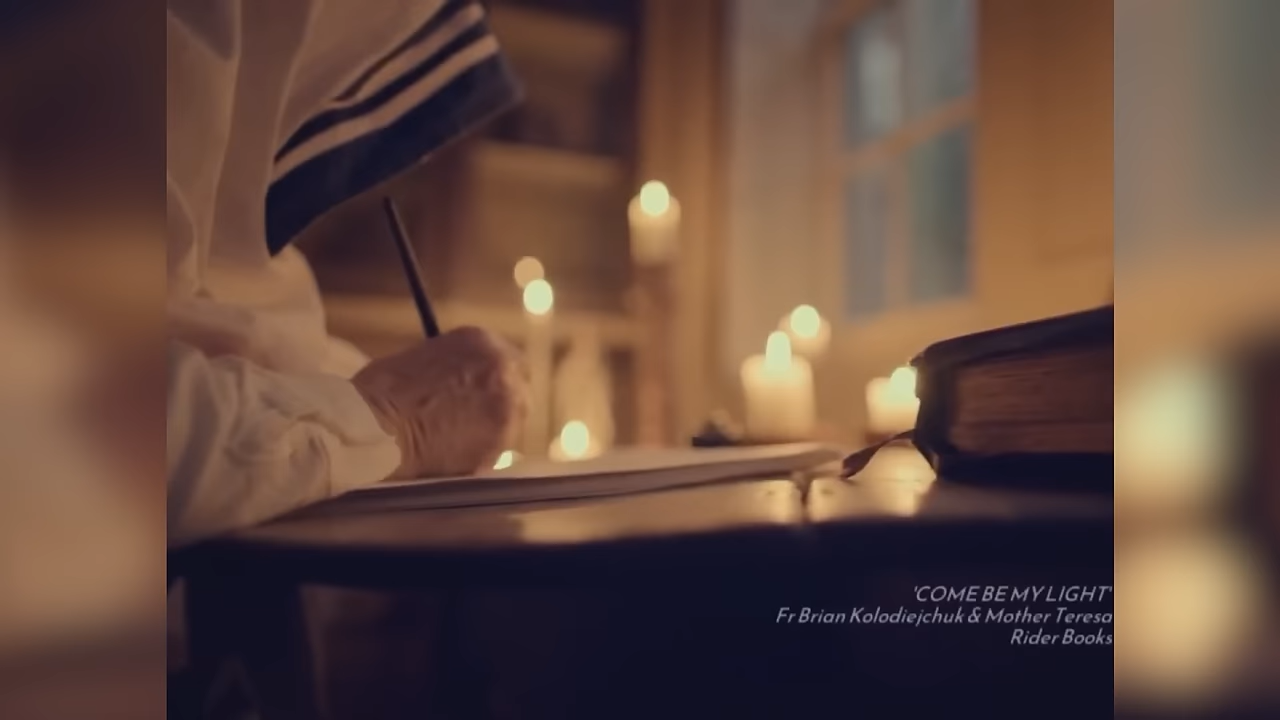 'COME BE MY LIGHT'
Fr Brian Kolodiejchuk & Mother Teresa
Rider Books